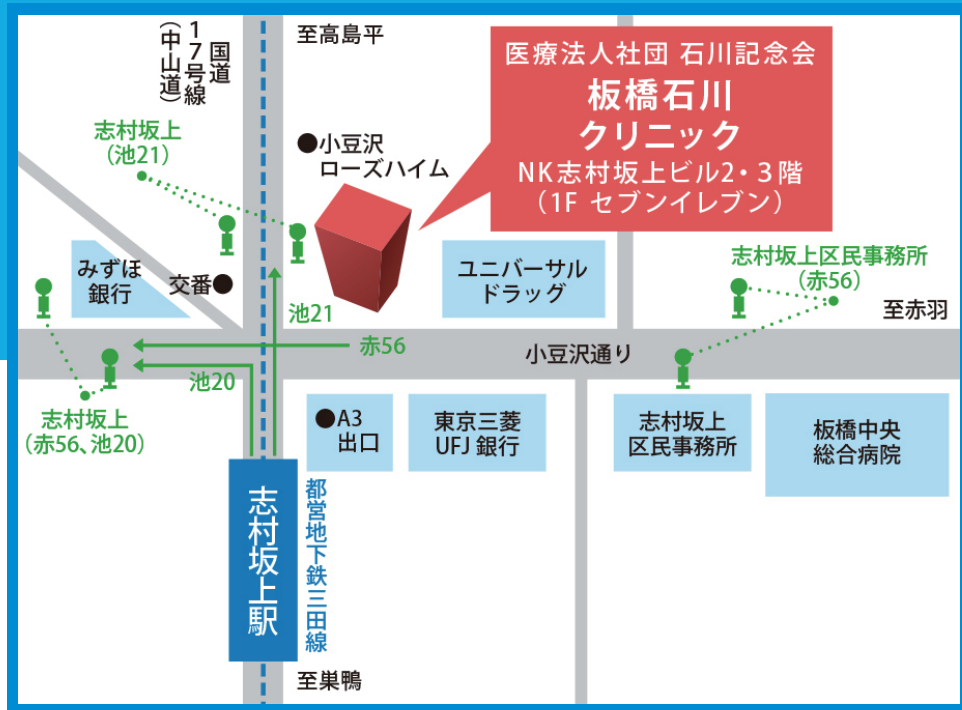 国道
17号線
(中山道)
至高島平
医療法人社団 石川記念会
板橋石川
クリニック
NK志村坂上ビル2・3階
(1F セブンイレブン)
志村坂上
(池21)
●小豆沢
ローズハイム
みずほ
銀行
交番●
池21
ユニバーサル
ドラッグ
志村坂上区民事務所
(赤56)
至赤羽
赤56
小豆沢通り
池20
志村坂上
(赤56、池20)
●A3
出口
東京三菱
UFJ 銀行
志村坂上
区民事務所
板橋中央
総合病院
志村坂上駅
都営地下鉄三田線
至巣鴨